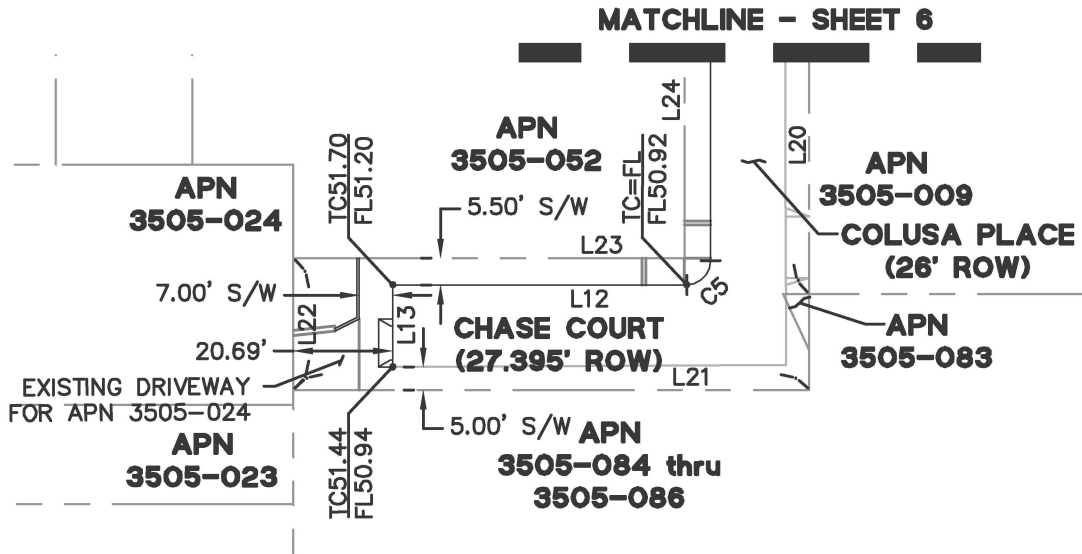 MATCHLINE - SHEET 6
L24
L20
APN
3505-052
TC51.70
FL51.20
TC=FL
FL50.92
APN
3505-024
APN
3505-009
5.50' S/W
COLUSA PLACE
(26' ROW)
L23
7.00' S/W
L12
C5
L22
L13
CHASE COURT
(27.395' ROW)
APN
3505-083
20.69'
L21
EXISTING DRIVEWAY
FOR APN 3505-024
TC51.44
FL50.94
5.00' S/W
APN
3505-084 thru
3505-086
APN
3505-023